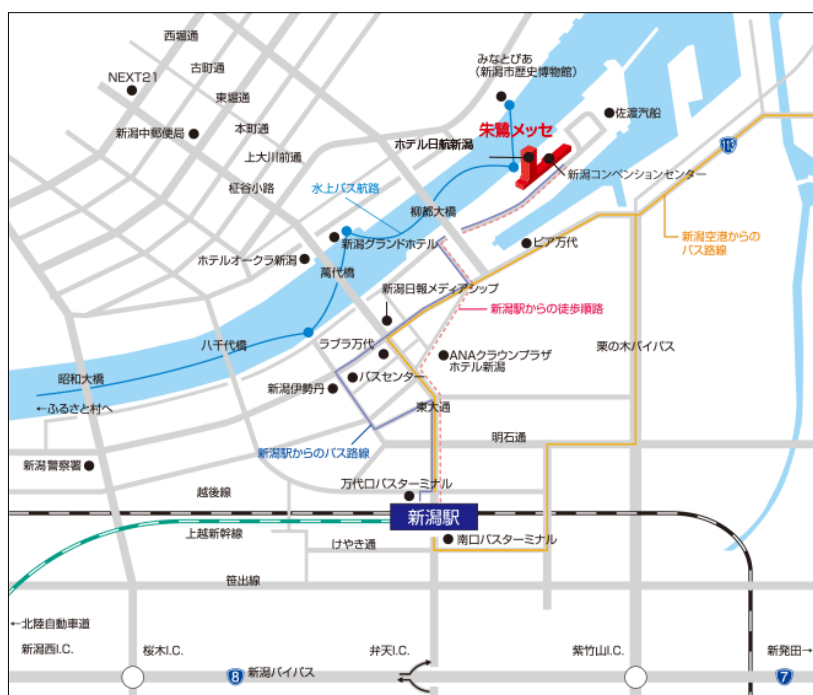 西堀通
みなとぴあ
（新潟市歴史博物館）
古町通
NEXT21
東堀通
佐渡汽船
本町通
朱鷺メッセ
新潟中郵便局
ホテル日航新潟
113
上大川前通
新潟コンベンションセンター
柾谷小路
水上バス航路
柳都大橋
新潟空港からの
バス路線
新潟グランドホテル
ピア万代
ホテルオークラ新潟
萬代橋
新潟日報メディアシップ
新潟駅からの徒歩順路
八千代橋
ラブラ万代
栗の木バイパス
ANAクラウンプラザ
ホテル新潟
昭和大橋
バスセンター
新潟伊勢丹
←ふるさと村へ
東大通
明石通
新潟駅からのバス路線
新潟警察署
万代口バスターミナル
越後線
新潟駅
上越新幹線
南口バスターミナル
けやき通
笹出線
←北陸自動車道
新潟西I.C.
桜木I.C.
弁天I.C.
紫竹山I.C.
新発田→
8
新潟バイパス
7